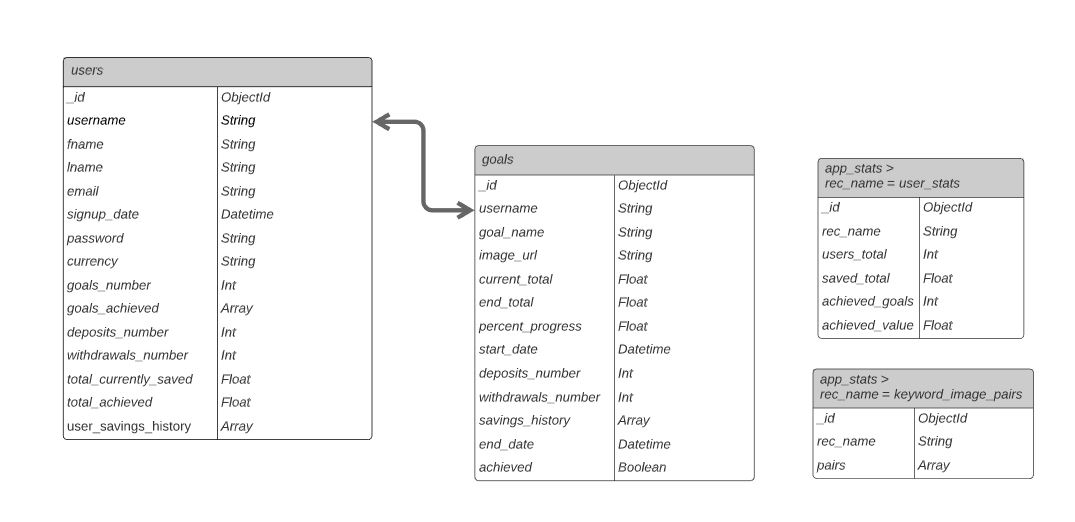 users
_id ObjectId
username String
fname String
lname String
email String
signup_date Datetime
password String
currency String
goals_number Int
goals_achieved Array
deposits_number Int
withdrawals_number Int
total_currently_saved Float
total_achieved Float
user_savings_history Array
goals
_id ObjectId
username String
goal_name String
image_url String
current_total Float
end_total Float
percent_progress Float
start_date Datetime
deposits_number Int
withdrawals_number Int
savings_history Array
end_date Datetime
achieved Boolean
app_stats >
rec_name = user_stats
_id ObjectId
rec_name String
users_total Int
saved_total Float
achieved_goals Int
achieved_value Float
app_stats >
rec_name = keyword_image_pairs
_id ObjectId
rec_name String
pairs Array